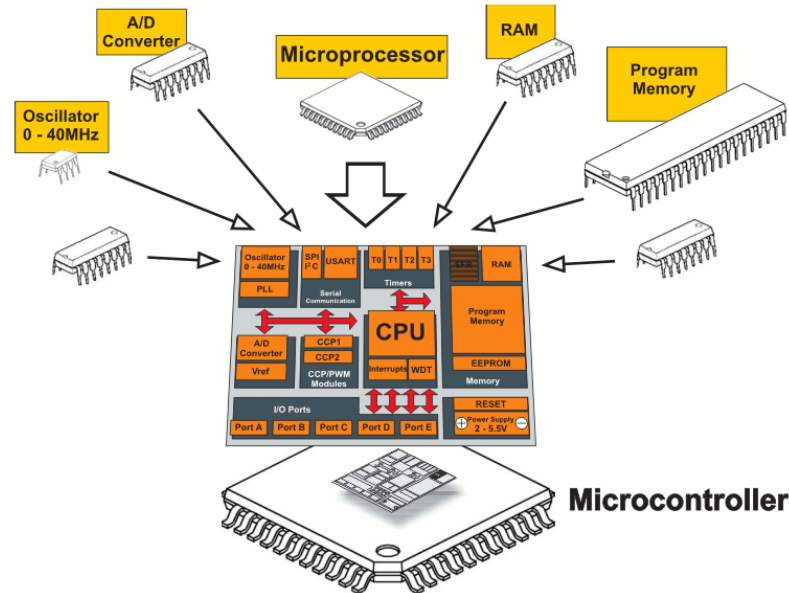 A/D
Converter
Microprocessor
RAM
Program
Memory
Oscillator
0 - 40MHz
Oscillator
0 - 40MHz
PLL
SPI
I²C
USART
Serial
Communication
T0 T1 T2 T3
Timers
SFR
RAM
Program
Memory
EEPROM
Memory
A/D
Converter
Vref
CCP1
CCP2
CCP/PWM
Modules
CPU
Interrupts
WDT
I/O Ports
Port A Port B Port C Port D Port E
RESET
Power Supply
2 - 5.5V
Microcontroller